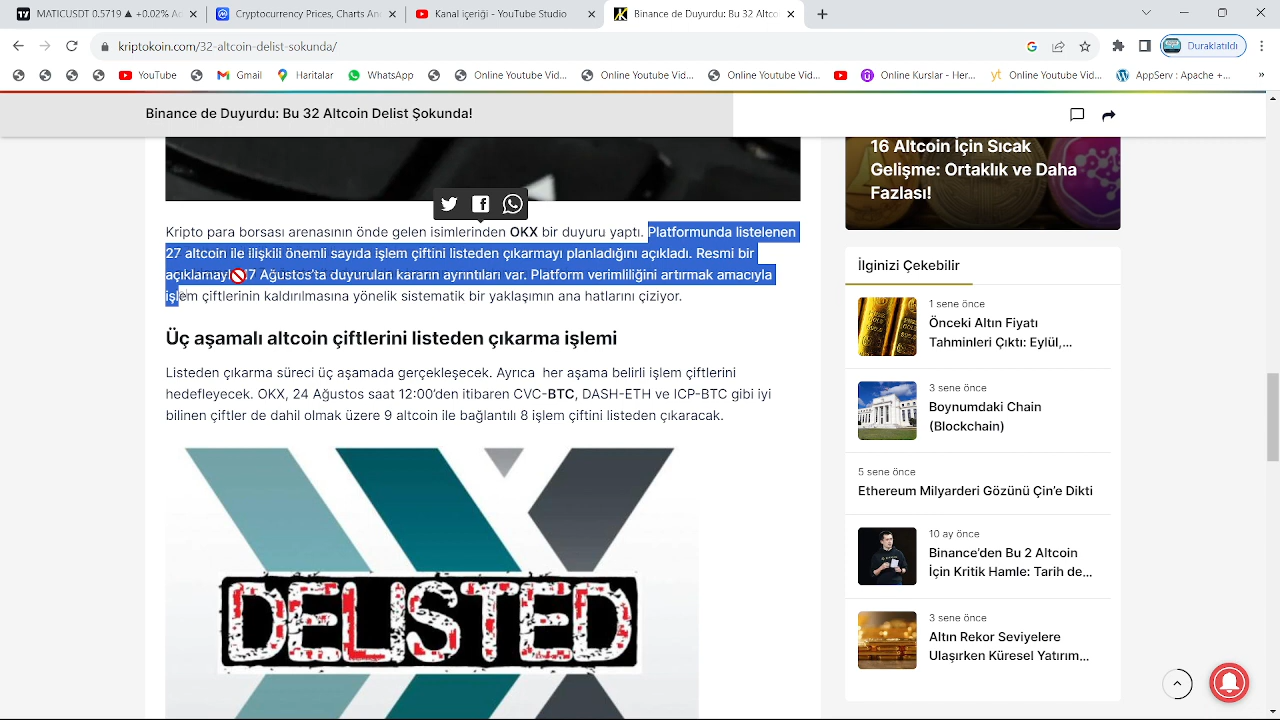 MATICUSDT 0.5719 ▲ +0.02% A
Cryptocurrency Prices, Charts An
Kanal içeriği - YouTube Studio
Binance de Duyurdu: Bu 32 Altco
kriptokoin.com/32-altcoin-delist-sokunda/
Duraklatıldı
YouTube
Gmail
Haritalar
WhatsApp
Online Youtube Vid...
Online Youtube Vid...
Online Youtube Vid...
Online Kurslar - Her...
Online Youtube Vid...
AppServ : Apache +...
Binance de Duyurdu: Bu 32 Altcoin Delist Şokunda!
Kripto para borsası arenasının önde gelen isimlerinden OKX bir duyuru yaptı. Platformunda listelenen
27 altcoin ile ilişkili önemli sayıda işlem çiftini listeden çıkarmayı planladığını açıkladı. Resmi bir
7 Ağustos'ta duyurulan kararın ayrıntıları var. Platform verimliliğini artırmak amacıyla
işlem çiftlerinin kaldırılmasına yönelik sistematik bir yaklaşımın ana hatlarını çiziyor.
Üç aşamalı altcoin çiftlerini listeden çıkarma işlemi
Listeden çıkarma süreci üç aşamada gerçekleşecek. Ayrıca her aşama belirli işlem çiftlerini
hedefleyecek. OKX, 24 Ağustos saat 12:00'den itibaren CVC-BTC, DASH-ETH ve ICP-BTC gibi iyi
bilinen çiftler de dahil olmak üzere 9 altcoin ile bağlantılı 8 işlem çiftini listeden çıkaracak.
DELISTED
16 Altcoin İçin Sıcak
Gelişme: Ortaklık ve Daha
Fazlası!
İlginizi Çekebilir
1 sene önce
Önceki Altın Fiyatı
Tahminleri Çıktı: Eylül,...
3 sene önce
Boynumdaki Chain
(Blockchain)
5 sene önce
Ethereum Milyarderi Gözünü Çin'e Dikti
10 ay önce
Binance'den Bu 2 Altcoin
İçin Kritik Hamle: Tarih de...
3 sene önce
Altın Rekor Seviyelere
Ulaşırken Küresel Yatırım...